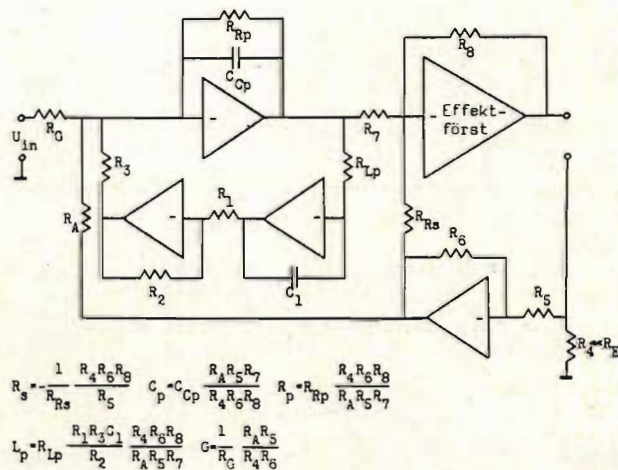 R_Rp
C_Cp
R_8
U_in
R_G
R_7
Effekt-
först
R_3
R_Lp
R_A
R_1
R_Rs
R_6
R_2
C_1
R_5
R_4≪R_E
R_s=-1/R_Rs R_4R_6R_8/R_5 C_p=C_Cp R_AR_5R_7/R_4R_6R_8 R_p=R_Rp R_4R_6R_8/R_AR_5R_7
L_p=R_Lp R_1R_3C_1/R_2 R_4R_6R_8/R_AR_5R_7 G=1/R_G R_AR_5/R_4R_6